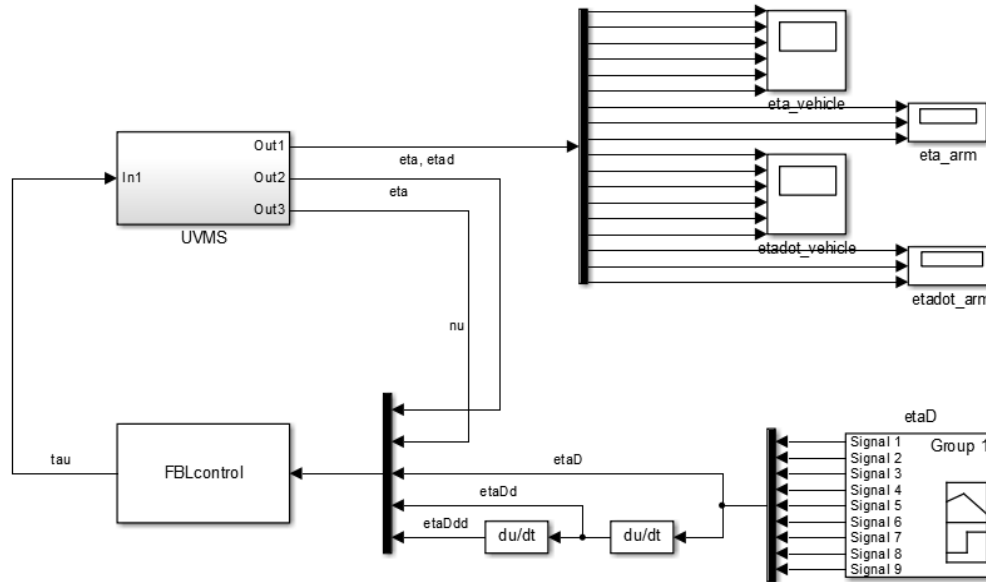 eta_vehicle
eta_arm
etadot_vehicle
etadot_arm
In1
Out1
Out2
Out3
UVMS
eta, etad
eta
nu
FBLcontrol
tau
etaD
etaDd
etaDdd
du/dt
du/dt
etaD
Signal 1
Signal 2
Signal 3
Signal 4
Signal 5
Signal 6
Signal 7
Signal 8
Signal 9
Group 1